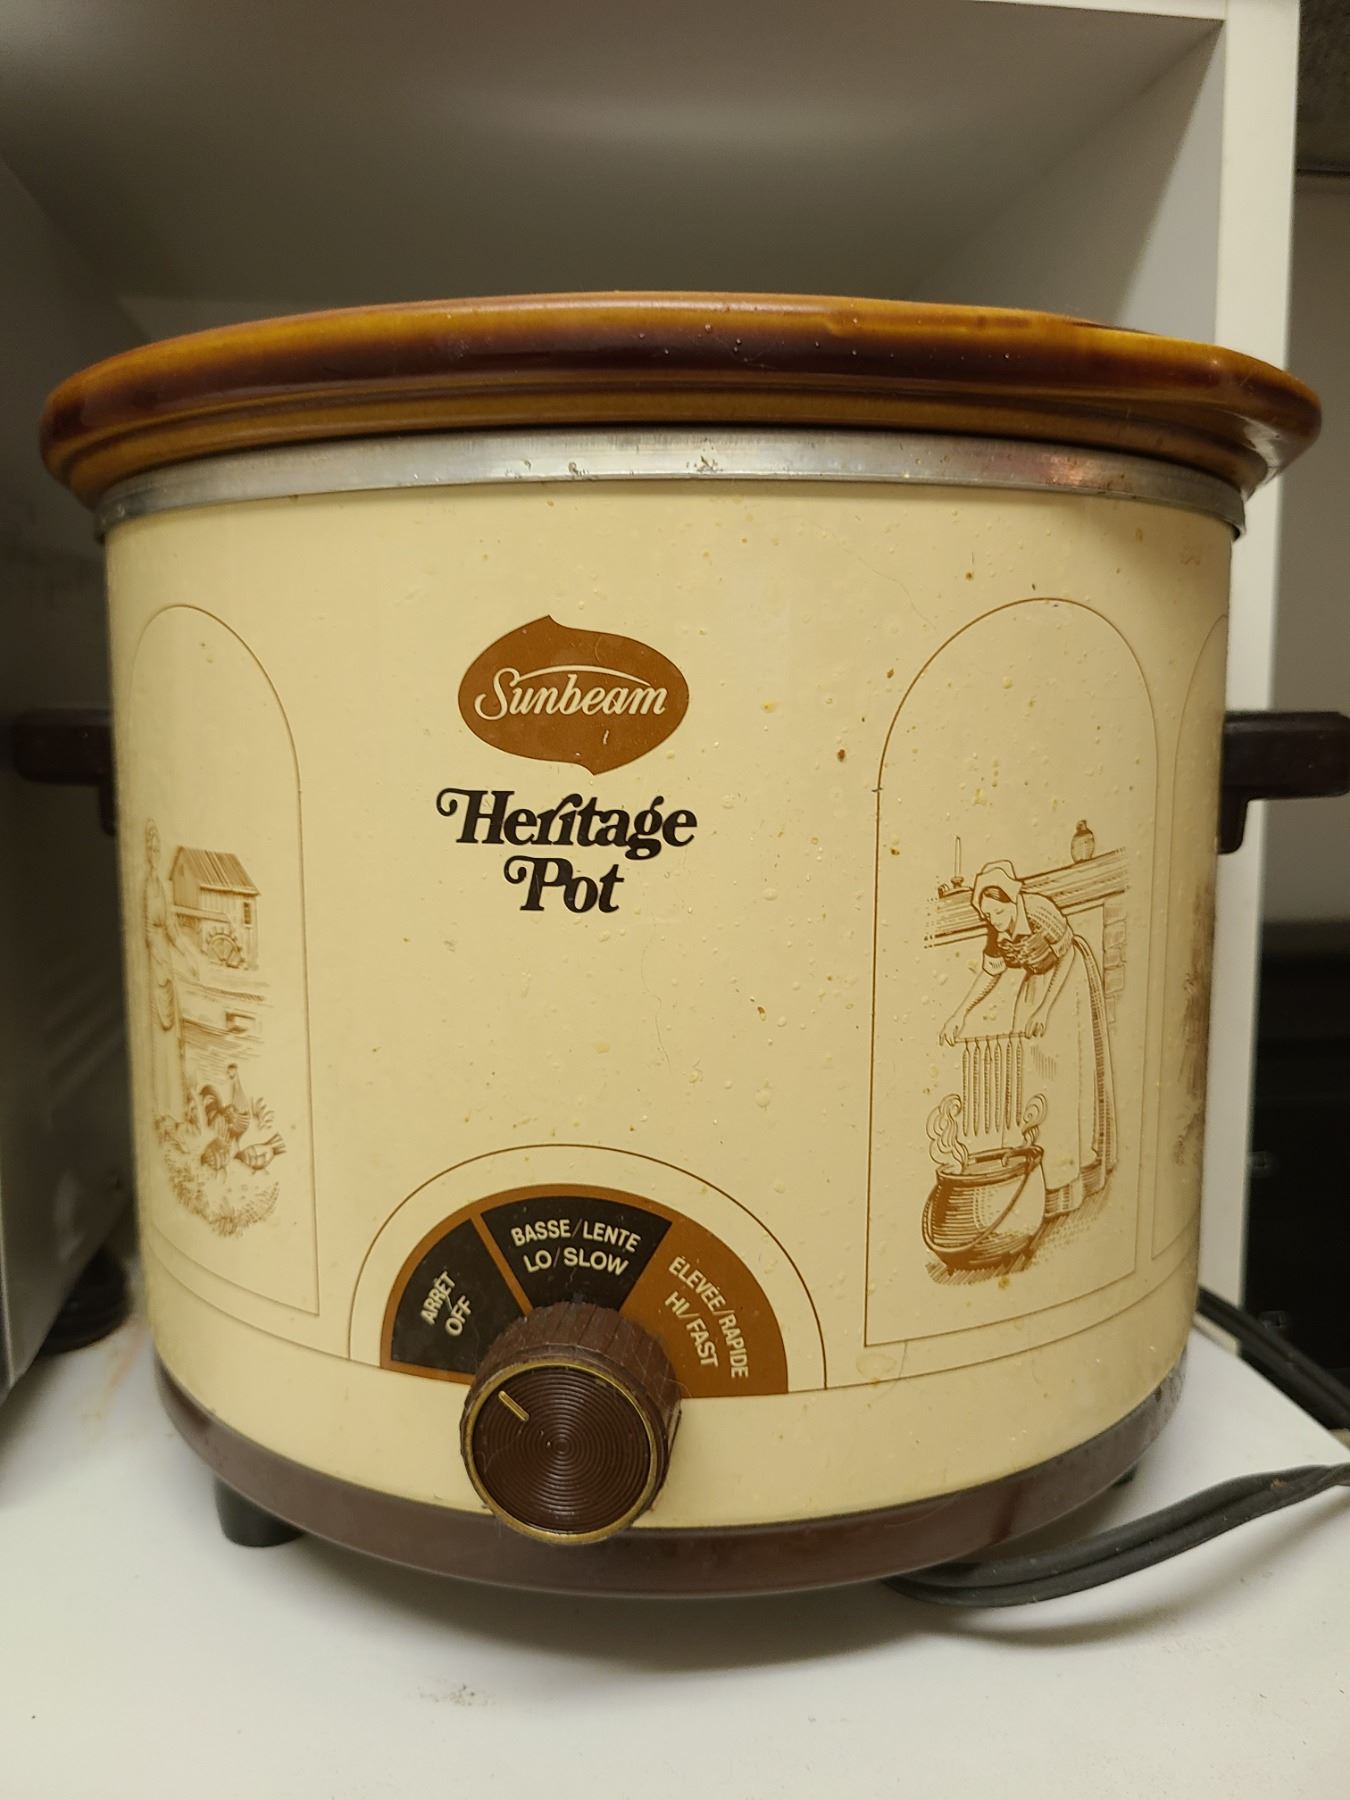 Sunbeam
Heritage
Pot
ARRÊT
OFF
BASSE/LENTE
LO/SLOW
ÉLEVÉE/RAPIDE
HI/FAST